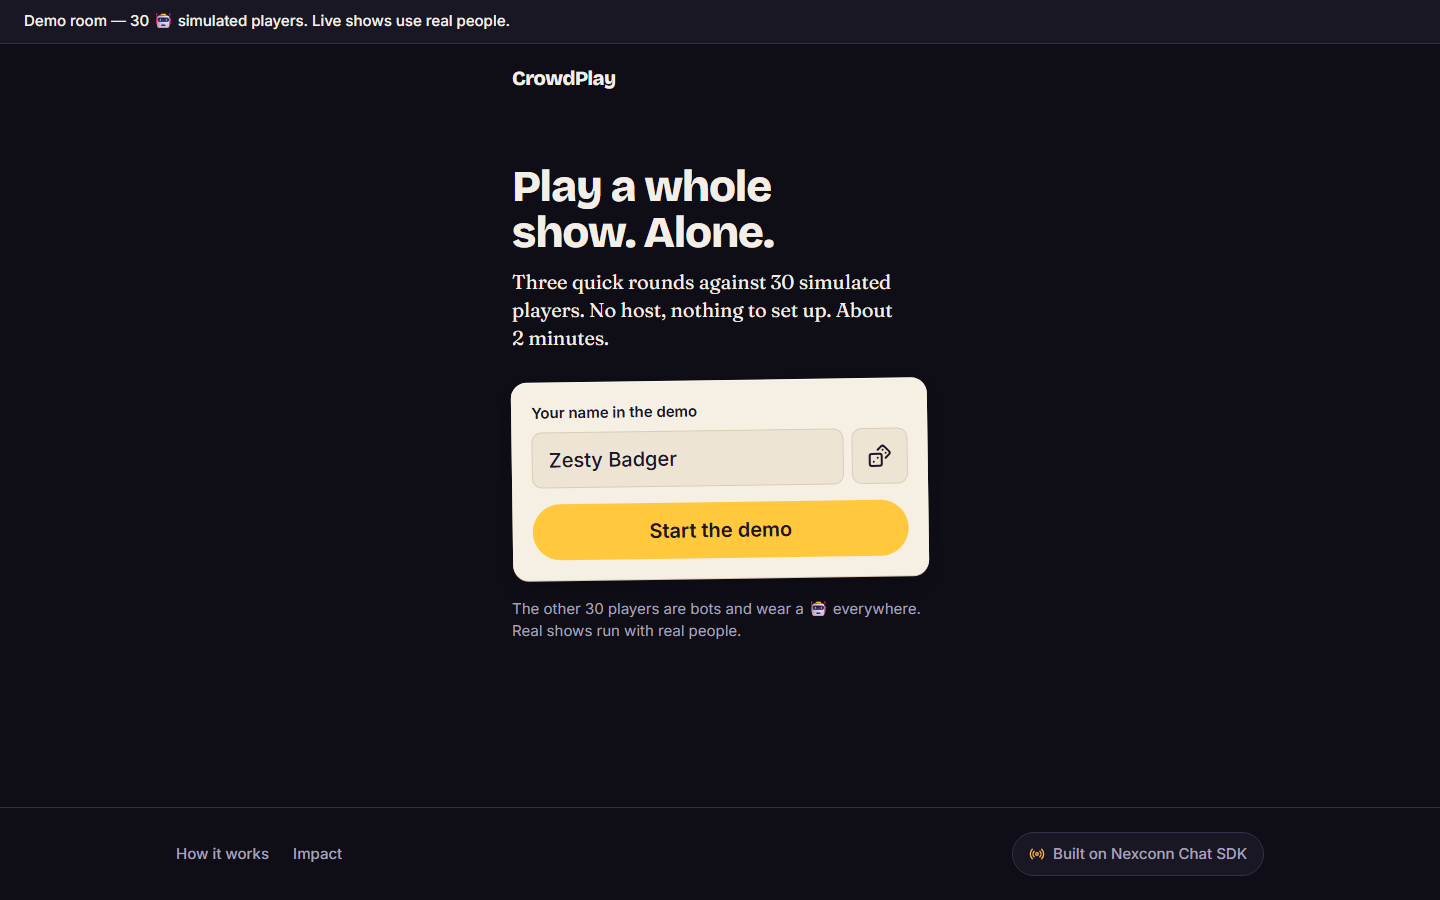 Demo room — 30 🤖 simulated players. Live shows use real people.
CrowdPlay
Play a whole
show. Alone.
Three quick rounds against 30 simulated
players. No host, nothing to set up. About
2 minutes.
Your name in the demo
Zesty Badger
Start the demo
The other 30 players are bots and wear a 🤖 everywhere.
Real shows run with real people.
How it works
Impact
Built on Nexconn Chat SDK